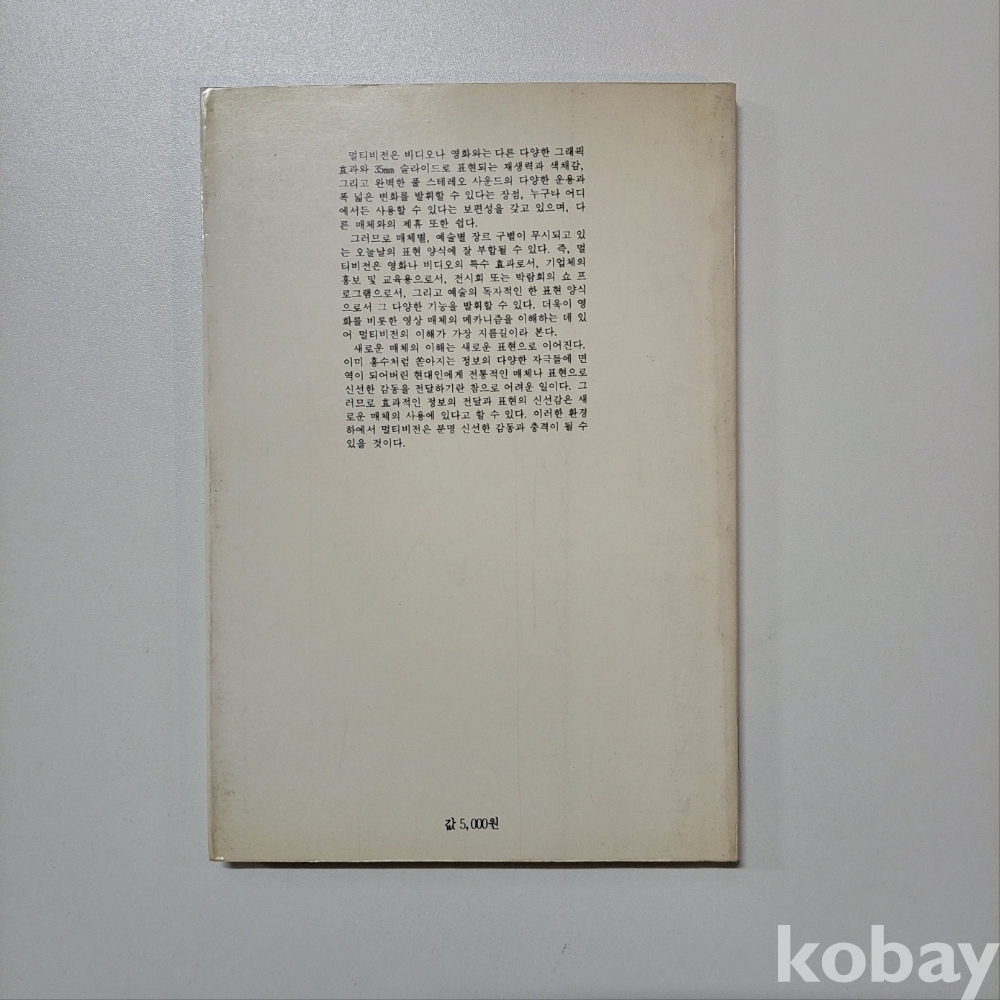 멀티비전은 비디오나 영화와는 다른 다양한 그래픽
효과와 35mm 슬라이드로 표현되는 재생력과 색채감,
그리고 완벽한 풀 스테레오 사운드의 다양한 운용과
폭 넓은 변화를 발휘할 수 있다는 장점, 누구나 어디
에서든 사용할 수 있다는 보편성을 갖고 있으며, 다
른 매체와의 제휴 또한 쉽다.
그러므로 매체별, 예술별 장르 구별이 무시되고 있
는 오늘날의 표현 양식에 잘 부합될 수 있다. 즉, 멀
티비전은 영화나 비디오의 특수 효과로서, 기업체의
홍보 및 교육용으로서, 전시회 또는 박람회의 쇼 프
로그램으로서, 그리고 예술의 독자적인 한 표현 양식
으로서 그 다양한 기능을 발휘할 수 있다. 더욱이 영
화를 비롯한 영상 매체의 메카니즘을 이해하는 데 있
어 멀티비전의 이해가 가장 지름길이라 본다.
새로운 매체의 이해는 새로운 표현으로 이어진다.
이미 홍수처럼 쏟아지는 정보의 다양한 자극들에 면
역이 되어버린 현대인에게 전통적인 매체나 표현으로
신선한 감동을 전달하기란 참으로 어려운 일이다. 그
러므로 효과적인 정보의 전달과 표현의 신선감은 새
로운 매체의 사용에 있다고 할 수 있다. 이러한 환경
하에서 멀티비전은 분명 신선한 감동과 충격이 될 수
있을 것이다.
값 5,000원
kobay